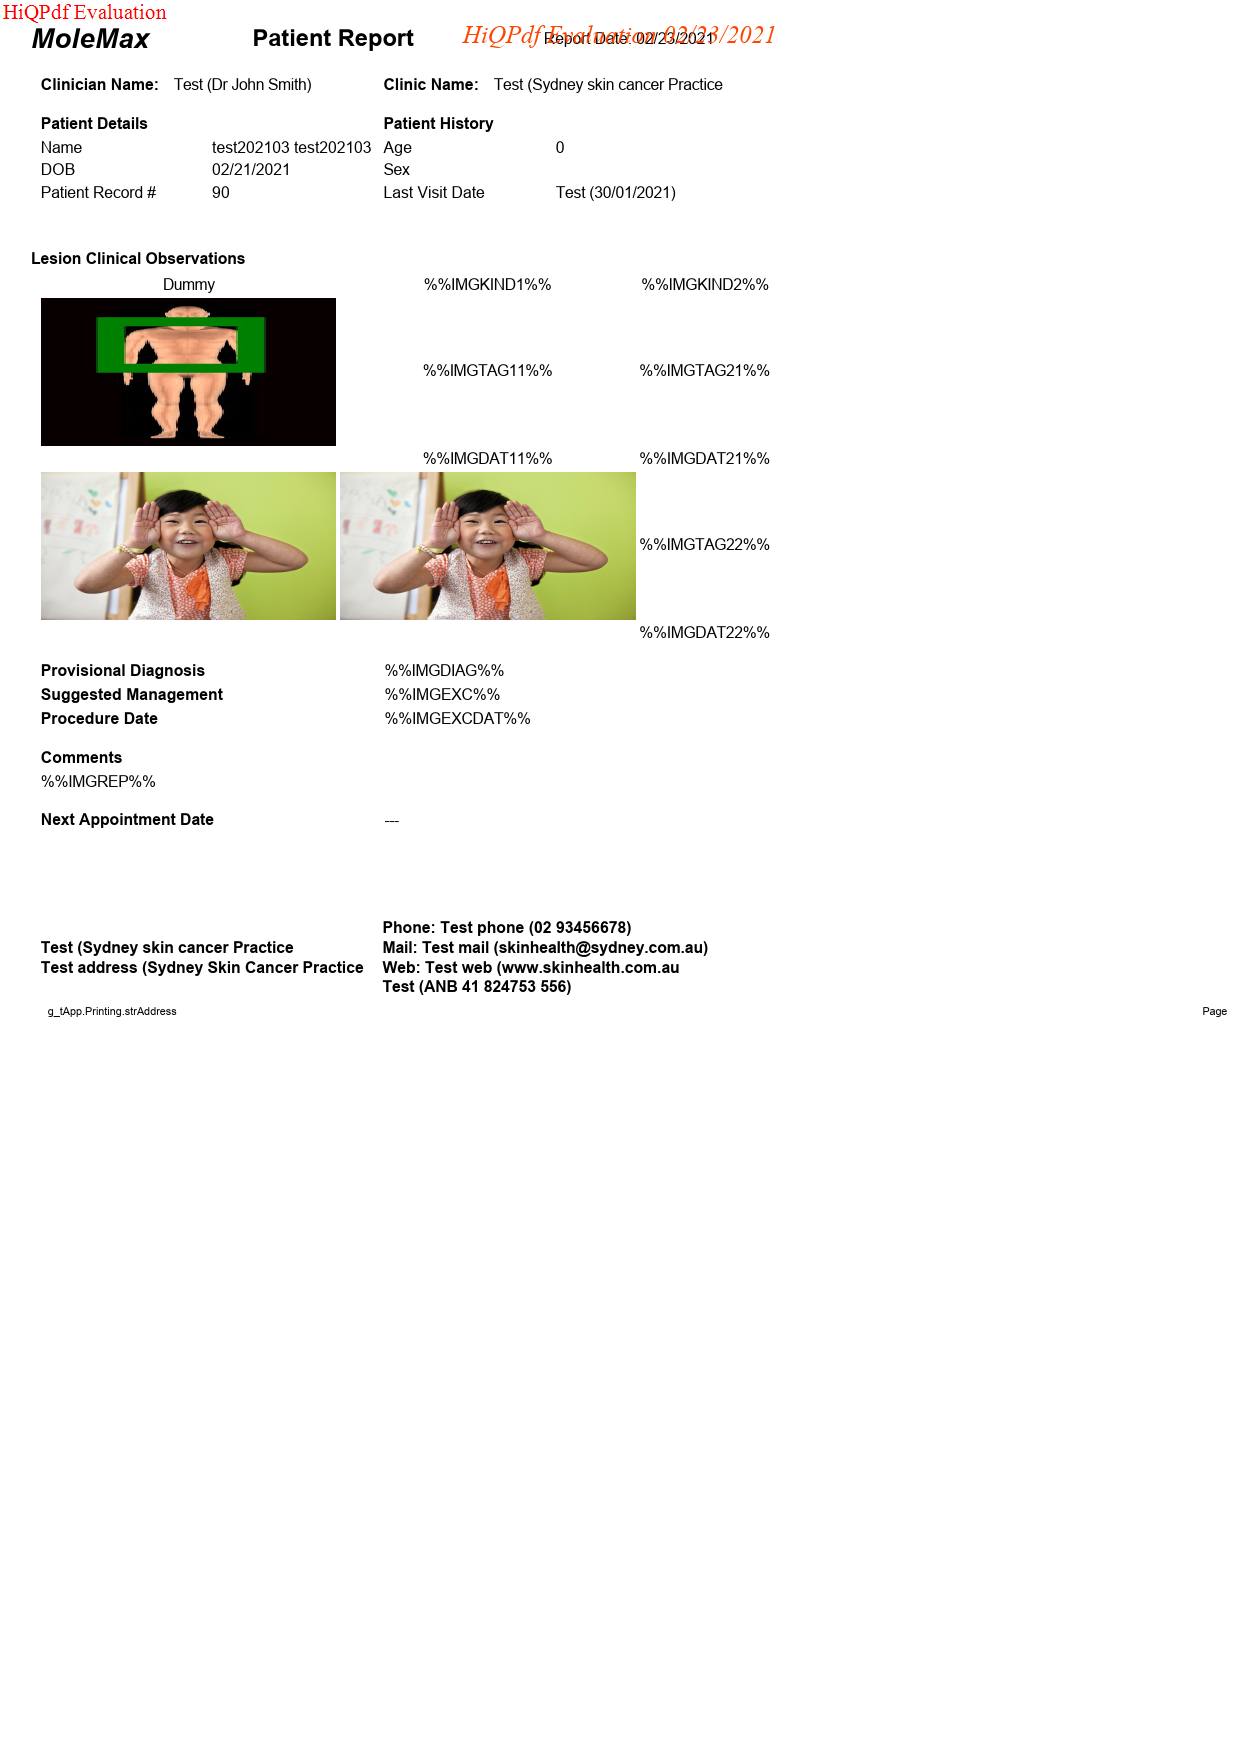 HiQPdf Evaluation
MoleMax Patient Report HiQPdf Evaluation 02/23/2021
Report Date: 02/23/2021
Clinician Name: Test (Dr John Smith) Clinic Name: Test (Sydney skin cancer Practice
Patient Details Patient History
Name test202103 test202103 Age 0
DOB 02/21/2021 Sex
Patient Record # 90 Last Visit Date Test (30/01/2021)
Lesion Clinical Observations
Dummy %%IMGKIND1%% %%IMGKIND2%%
%%IMGTAG11%% %%IMGTAG21%%
%%IMGDAT11%% %%IMGDAT21%%
%%IMGTAG22%%
%%IMGDAT22%%
Provisional Diagnosis %%IMGDIAG%%
Suggested Management %%IMGEXC%%
Procedure Date %%IMGEXCDAT%%
Comments
%%IMGREP%%
Next Appointment Date ---
Phone: Test phone (02 93456678)
Test (Sydney skin cancer Practice Mail: Test mail (skinhealth@sydney.com.au)
Test address (Sydney Skin Cancer Practice Web: Test web (www.skinhealth.com.au
Test (ANB 41 824753 556)
g_tApp.Printing.strAddress Page